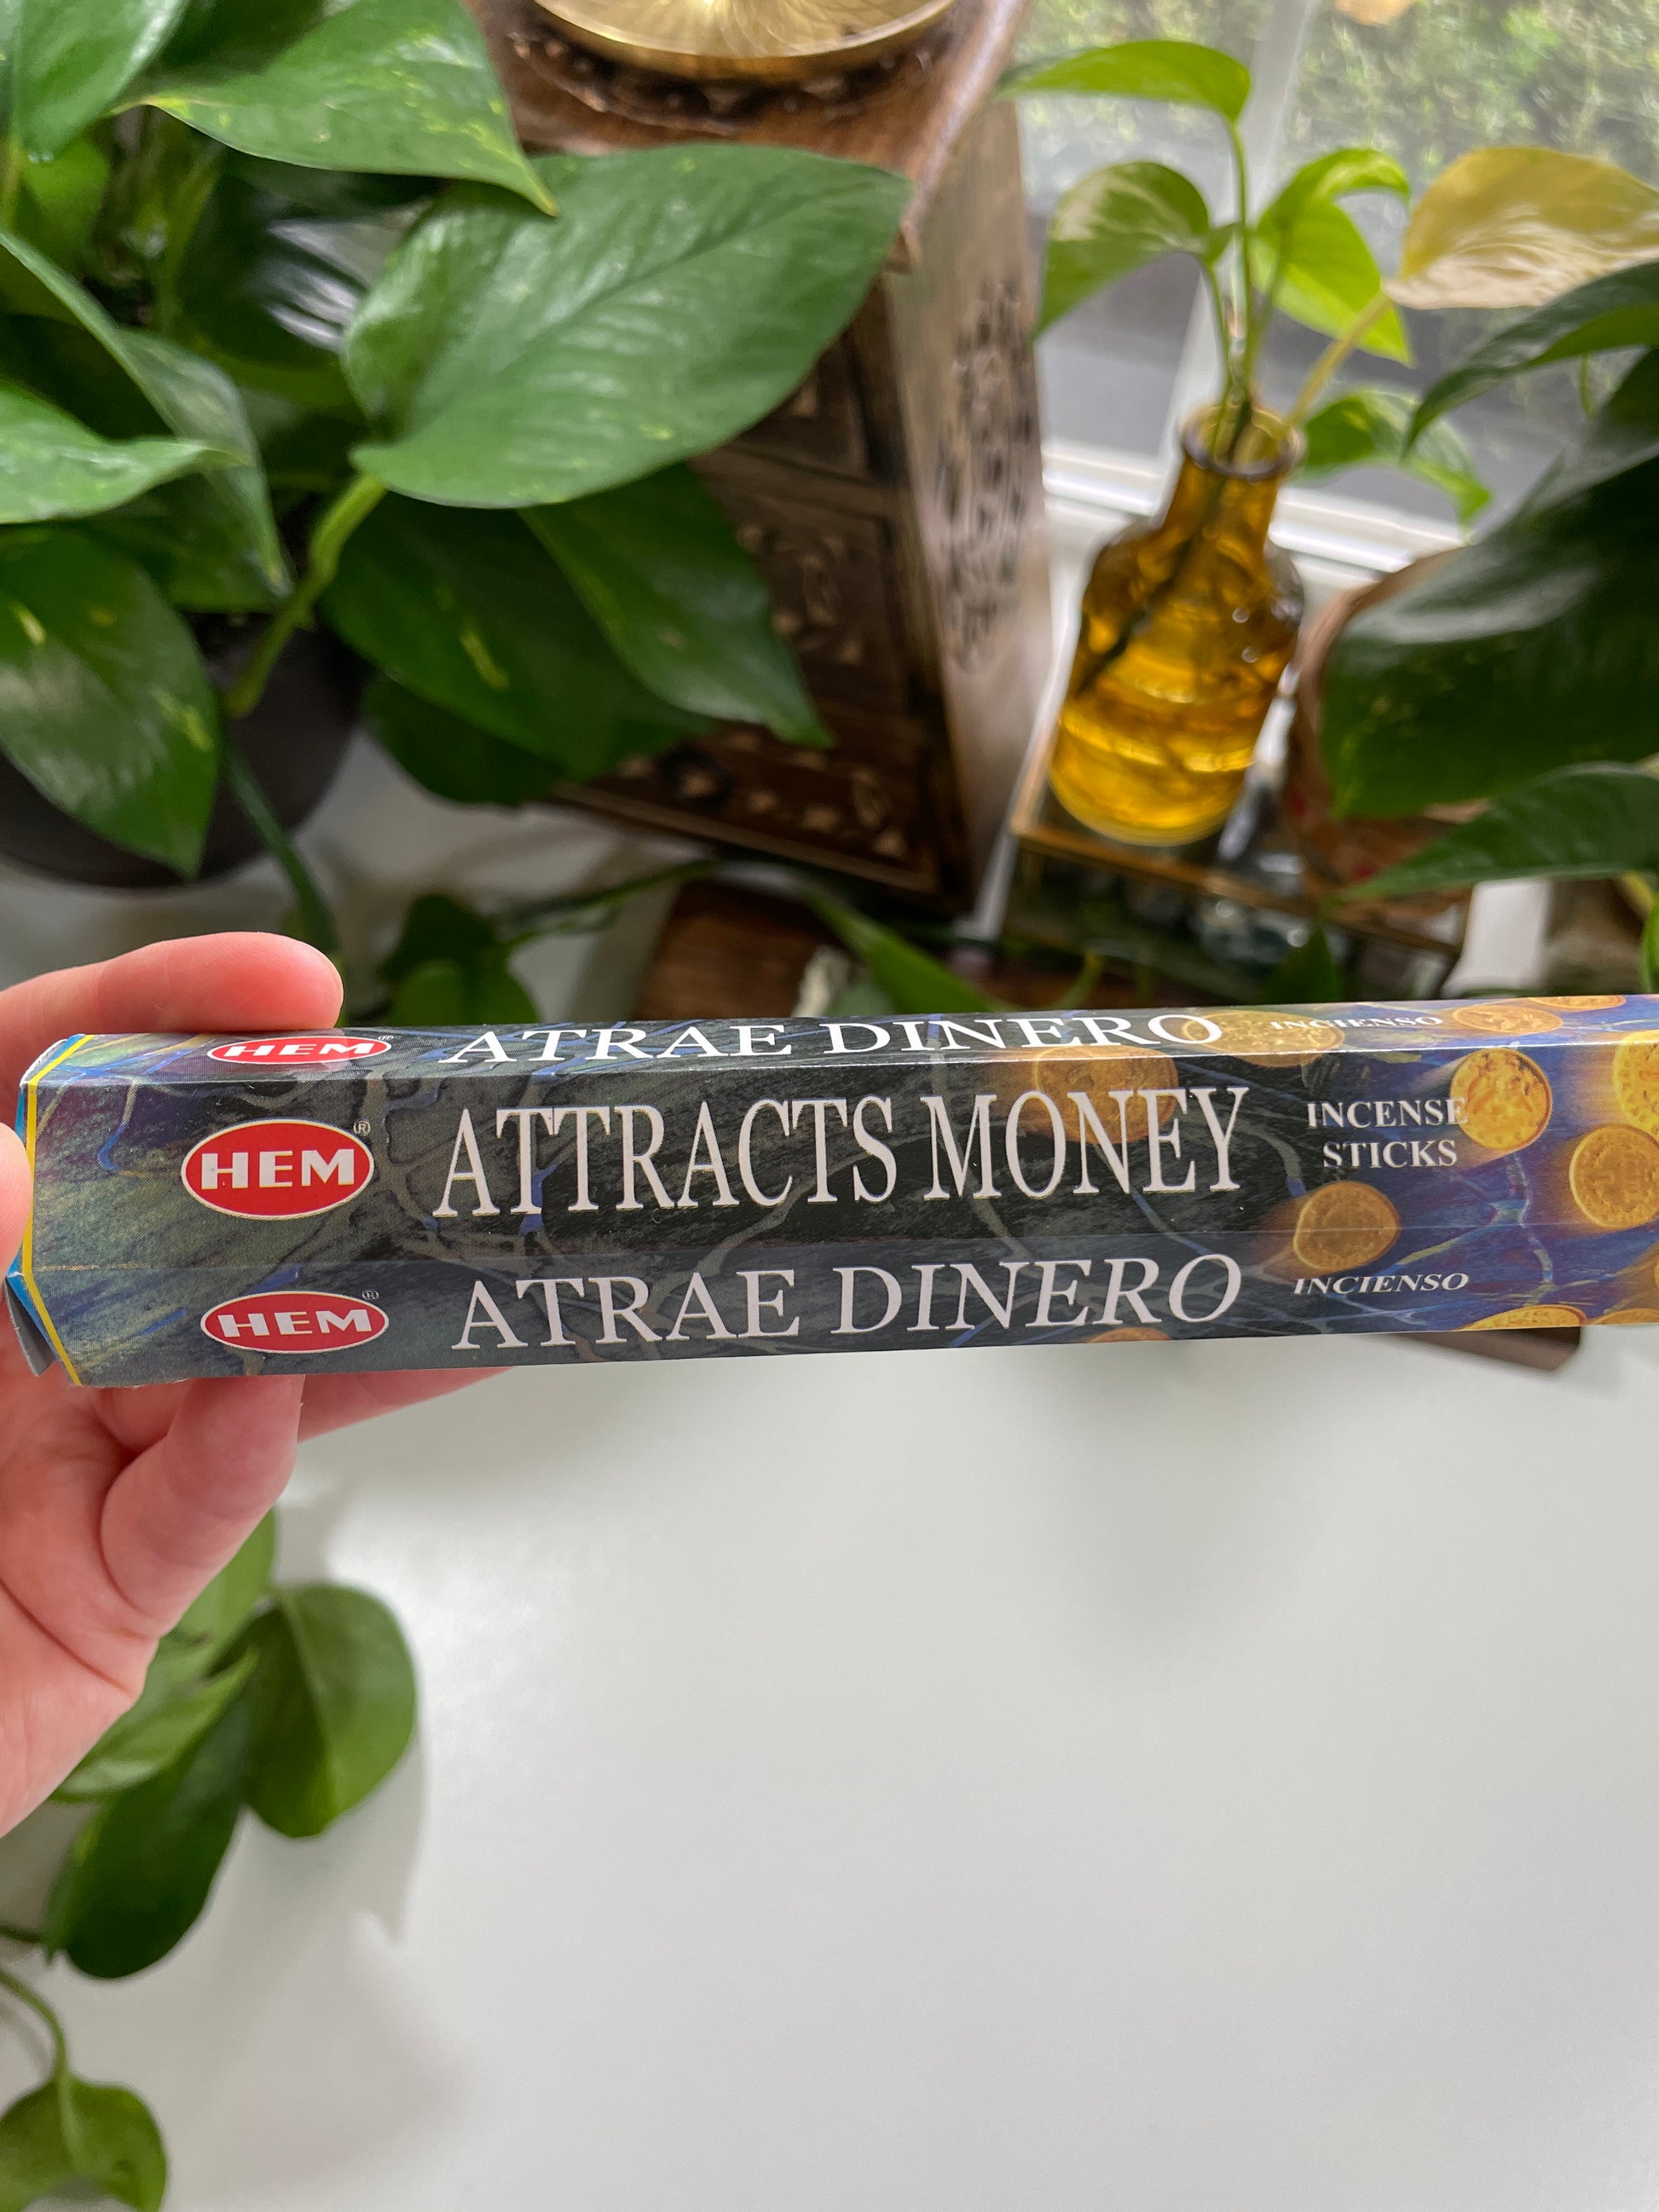 HEM® ATRAE DINERO INCIENSO
HEM® ATTRACTS MONEY INCENSE STICKS
HEM® ATRAE DINERO INCIENSO